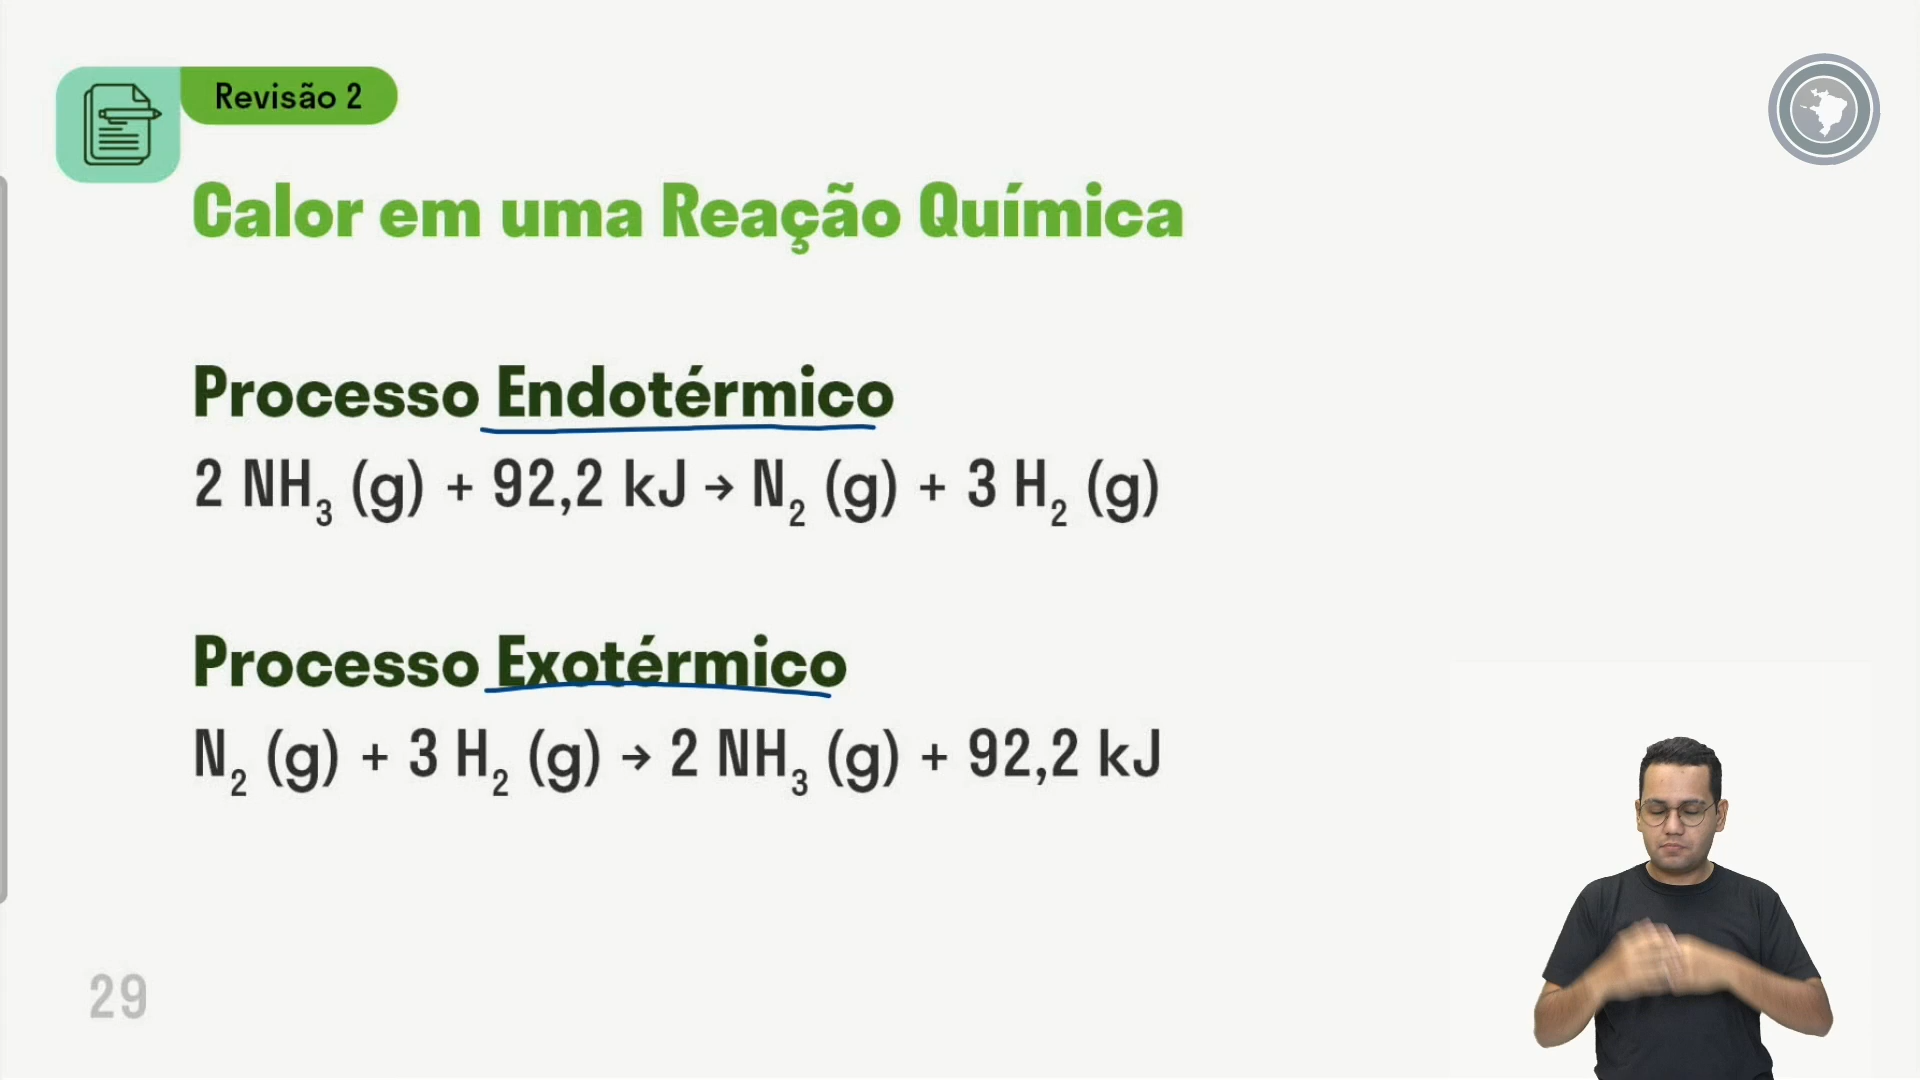 Revisão 2
Calor em uma Reação Química
Processo Endotérmico
2 NH₃ (g) + 92,2 kJ → N₂ (g) + 3 H₂ (g)
Processo Exotérmico
N₂ (g) + 3 H₂ (g) → 2 NH₃ (g) + 92,2 kJ
29